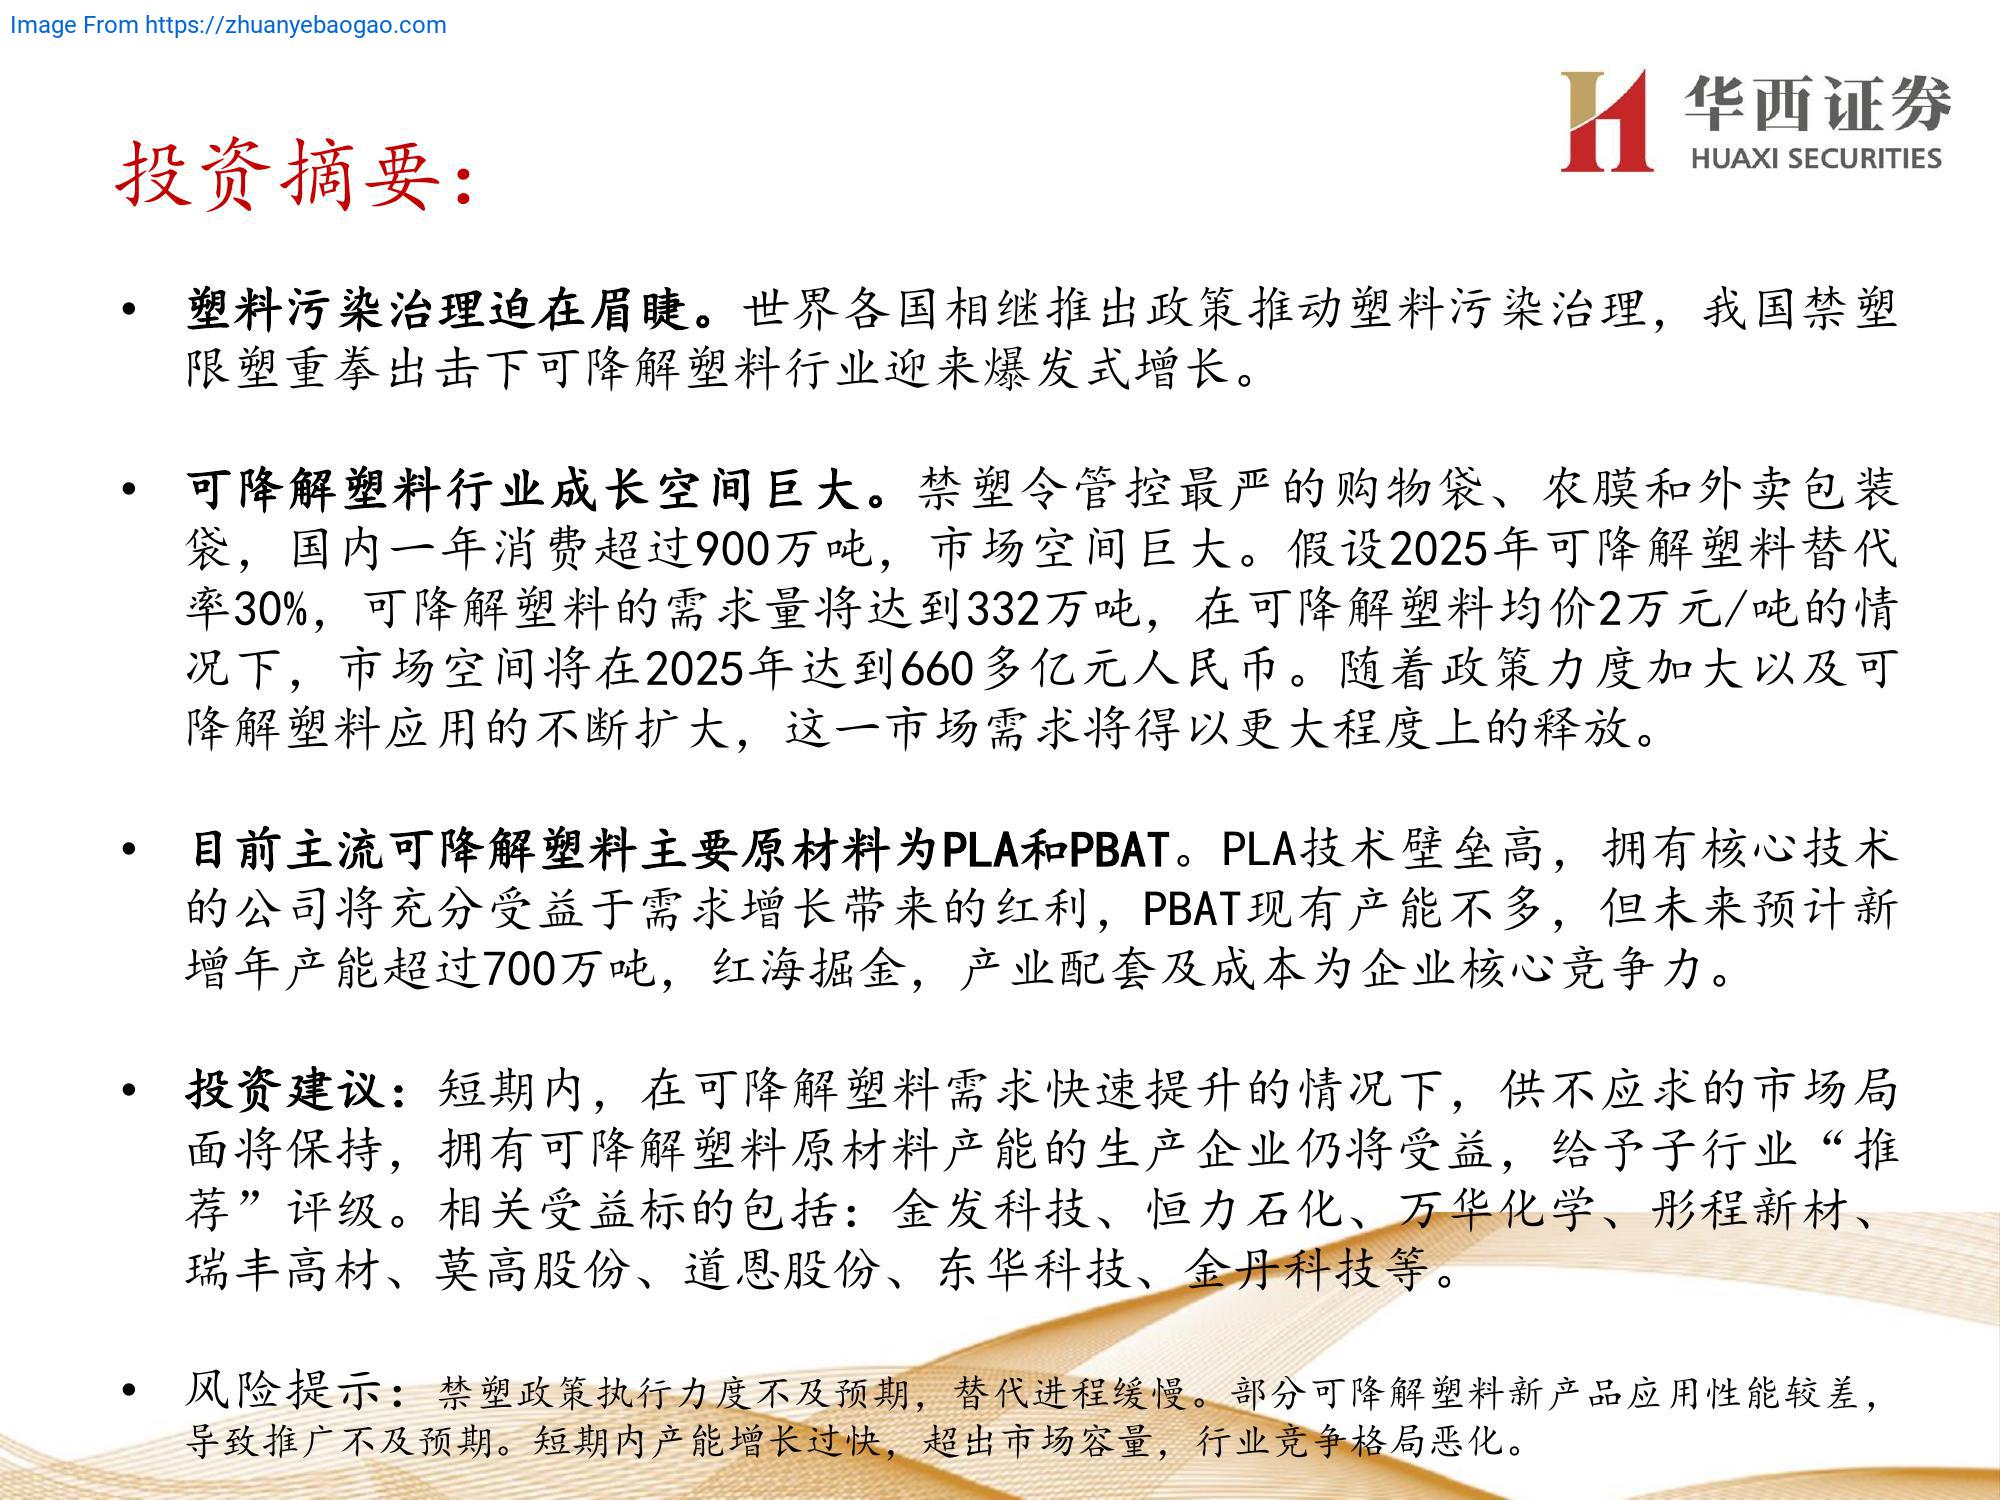 Image From https://zhuanyebaogao.com
华西证券
HUAXI SECURITIES
投资摘要：
• 塑料污染治理迫在眉睫。世界各国相继推出政策推动塑料污染治理，我国禁塑
限塑重拳出击下可降解塑料行业迎来爆发式增长。
• 可降解塑料行业成长空间巨大。禁塑令管控最严的购物袋、农膜和外卖包装
袋，国内一年消费超过900万吨，市场空间巨大。假设2025年可降解塑料替代
率30%，可降解塑料的需求量将达到332万吨，在可降解塑料均价2万元/吨的情
况下，市场空间将在2025年达到660多亿元人民币。随着政策力度加大以及可
降解塑料应用的不断扩大，这一市场需求将得以更大程度上的释放。
• 目前主流可降解塑料主要原材料为PLA和PBAT。PLA技术壁垒高，拥有核心技术
的公司将充分受益于需求增长带来的红利，PBAT现有产能不多，但未来预计新
增年产能超过700万吨，红海掘金，产业配套及成本为企业核心竞争力。
• 投资建议：短期内，在可降解塑料需求快速提升的情况下，供不应求的市场局
面将保持，拥有可降解塑料原材料产能的生产企业仍将受益，给予子行业“推
荐”评级。相关受益标的包括：金发科技、恒力石化、万华化学、彤程新材、
瑞丰高材、莫高股份、道恩股份、东华科技、金丹科技等。
• 风险提示：禁塑政策执行力度不及预期，替代进程缓慢。部分可降解塑料新产品应用性能较差，
导致推广不及预期。短期内产能增长过快，超出市场容量，行业竞争格局恶化。